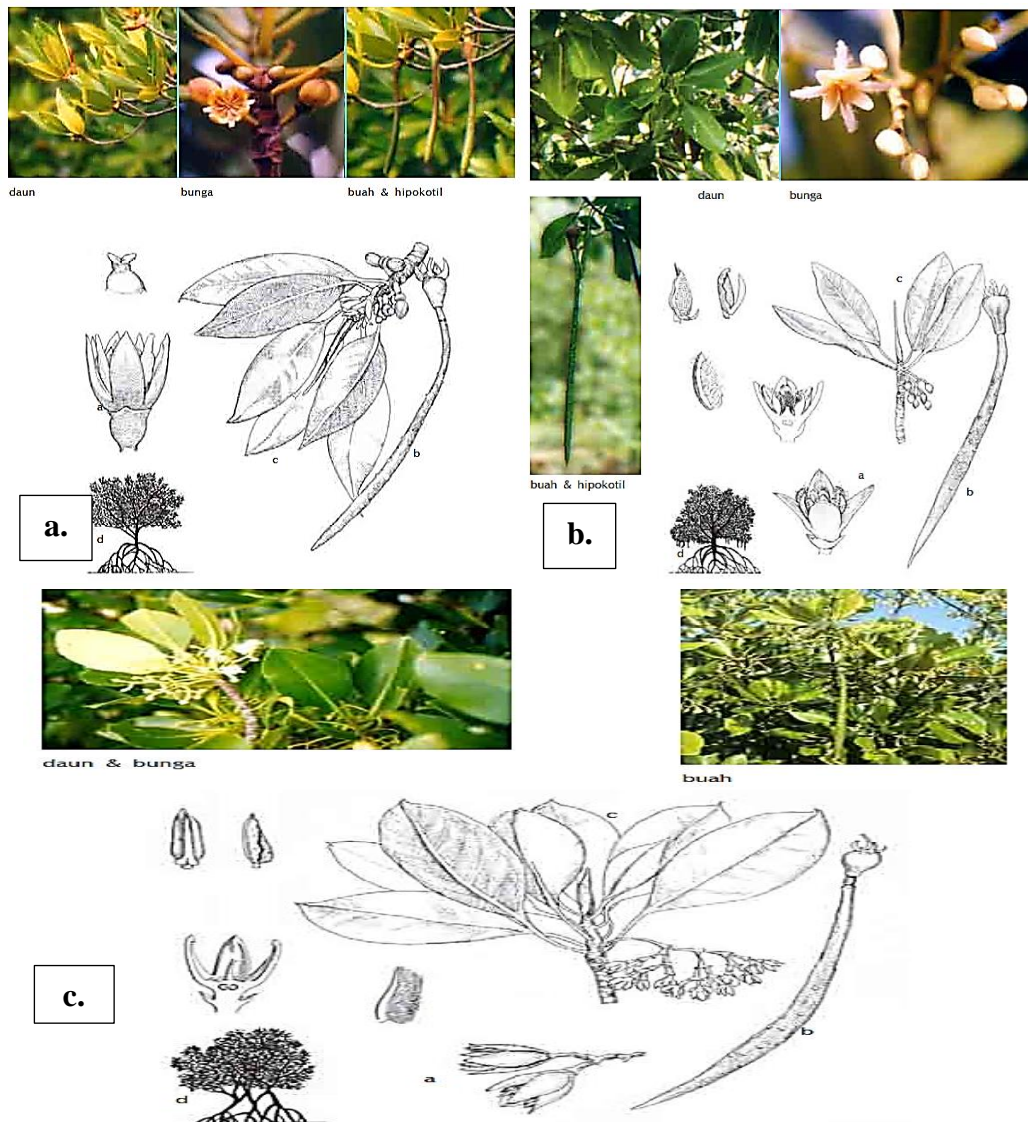 daun
bunga
buah & hipokotil
a
b
c
d
a.
daun
bunga
buah & hipokotil
c
a
b
d
b.
daun & bunga
buah
c
c.
b
a
d